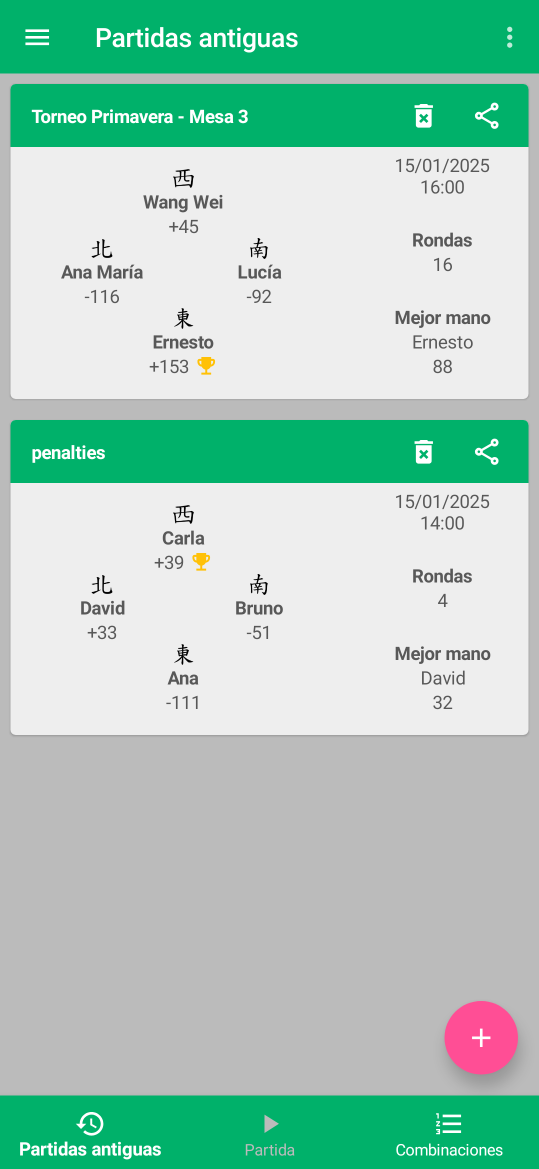 Partidas antiguas
Torneo Primavera - Mesa 3
西
Wang Wei
+45
北
Ana María
-116
南
Lucía
-92
東
Ernesto
+153
15/01/2025
16:00
Rondas
16
Mejor mano
Ernesto
88
penalties
西
Carla
+39
北
David
+33
南
Bruno
-51
東
Ana
-111
15/01/2025
14:00
Rondas
4
Mejor mano
David
32
Partidas antiguas
Partida
Combinaciones